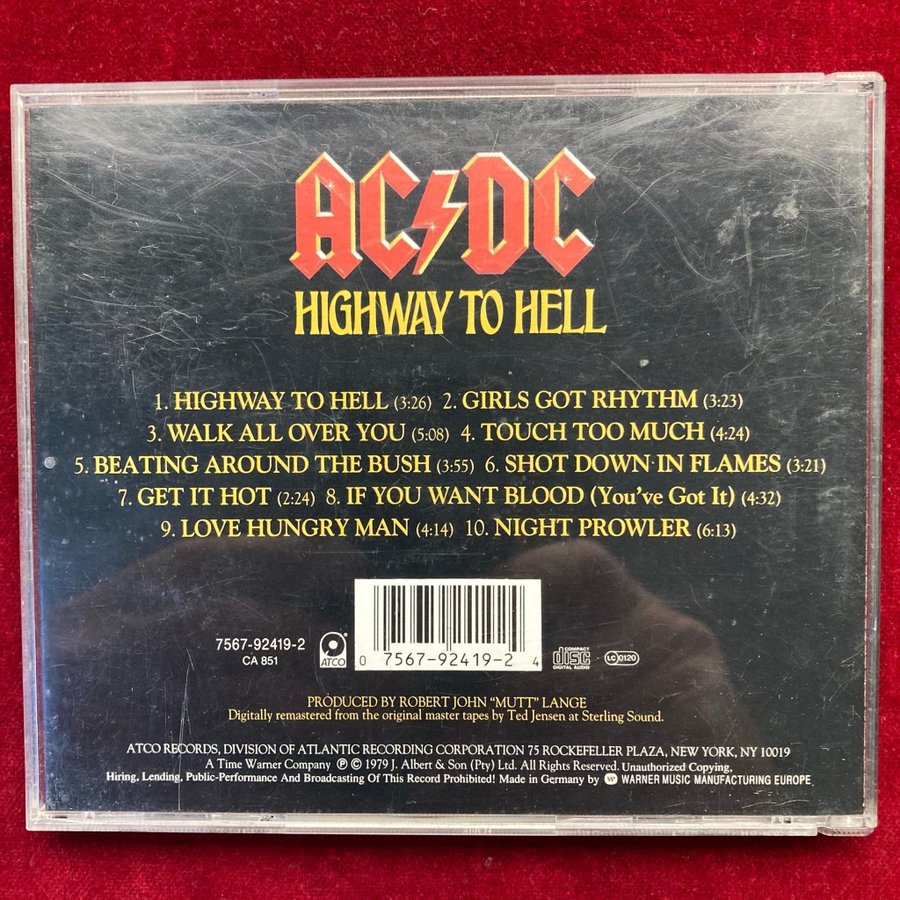 AC/DC
HIGHWAY TO HELL
1. HIGHWAY TO HELL (3:26) 2. GIRLS GOT RHYTHM (3:23)
3. WALK ALL OVER YOU (5:08) 4. TOUCH TOO MUCH (4:24)
5. BEATING AROUND THE BUSH (3:55) 6. SHOT DOWN IN FLAMES (3:21)
7. GET IT HOT (2:24) 8. IF YOU WANT BLOOD (You've Got It) (4:32)
9. LOVE HUNGRY MAN (4:14) 10. NIGHT PROWLER (6:13)
7567-92419-2
CA 851
ATCO
0 7567-92419-2 4
COMPACT
disc
DIGITAL AUDIO
LC 0120
PRODUCED BY ROBERT JOHN "MUTT" LANGE
Digitally remastered from the original master tapes by Ted Jensen at Sterling Sound.
ATCO RECORDS, DIVISION OF ATLANTIC RECORDING CORPORATION 75 ROCKEFELLER PLAZA, NEW YORK, NY 10019
A Time Warner Company ℗ © 1979 J. Albert & Son (Pty) Ltd. All Rights Reserved. Unauthorized Copying,
Hiring, Lending, Public-Performance And Broadcasting Of This Record Prohibited! Made in Germany by WARNER MUSIC MANUFACTURING EUROPE